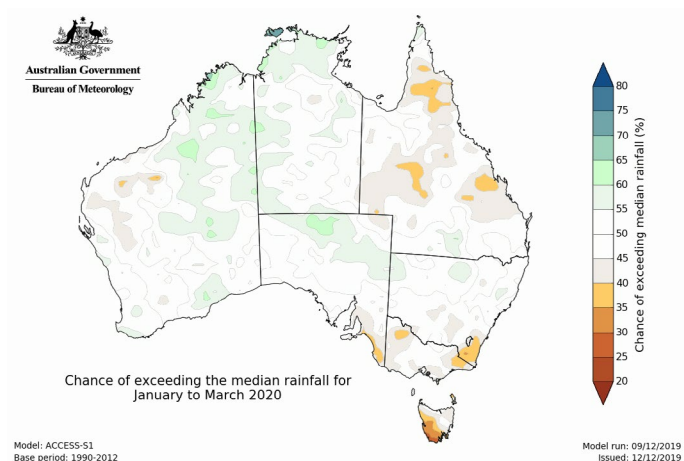 Australian Government
Bureau of Meteorology
80
75
70
65
60
55
50
45
40
35
30
25
20
Chance of exceeding median rainfall (%)
Chance of exceeding the median rainfall for
January to March 2020
Model: ACCESS-S1
Base period: 1990-2012
Model run: 09/12/2019
Issued: 12/12/2019